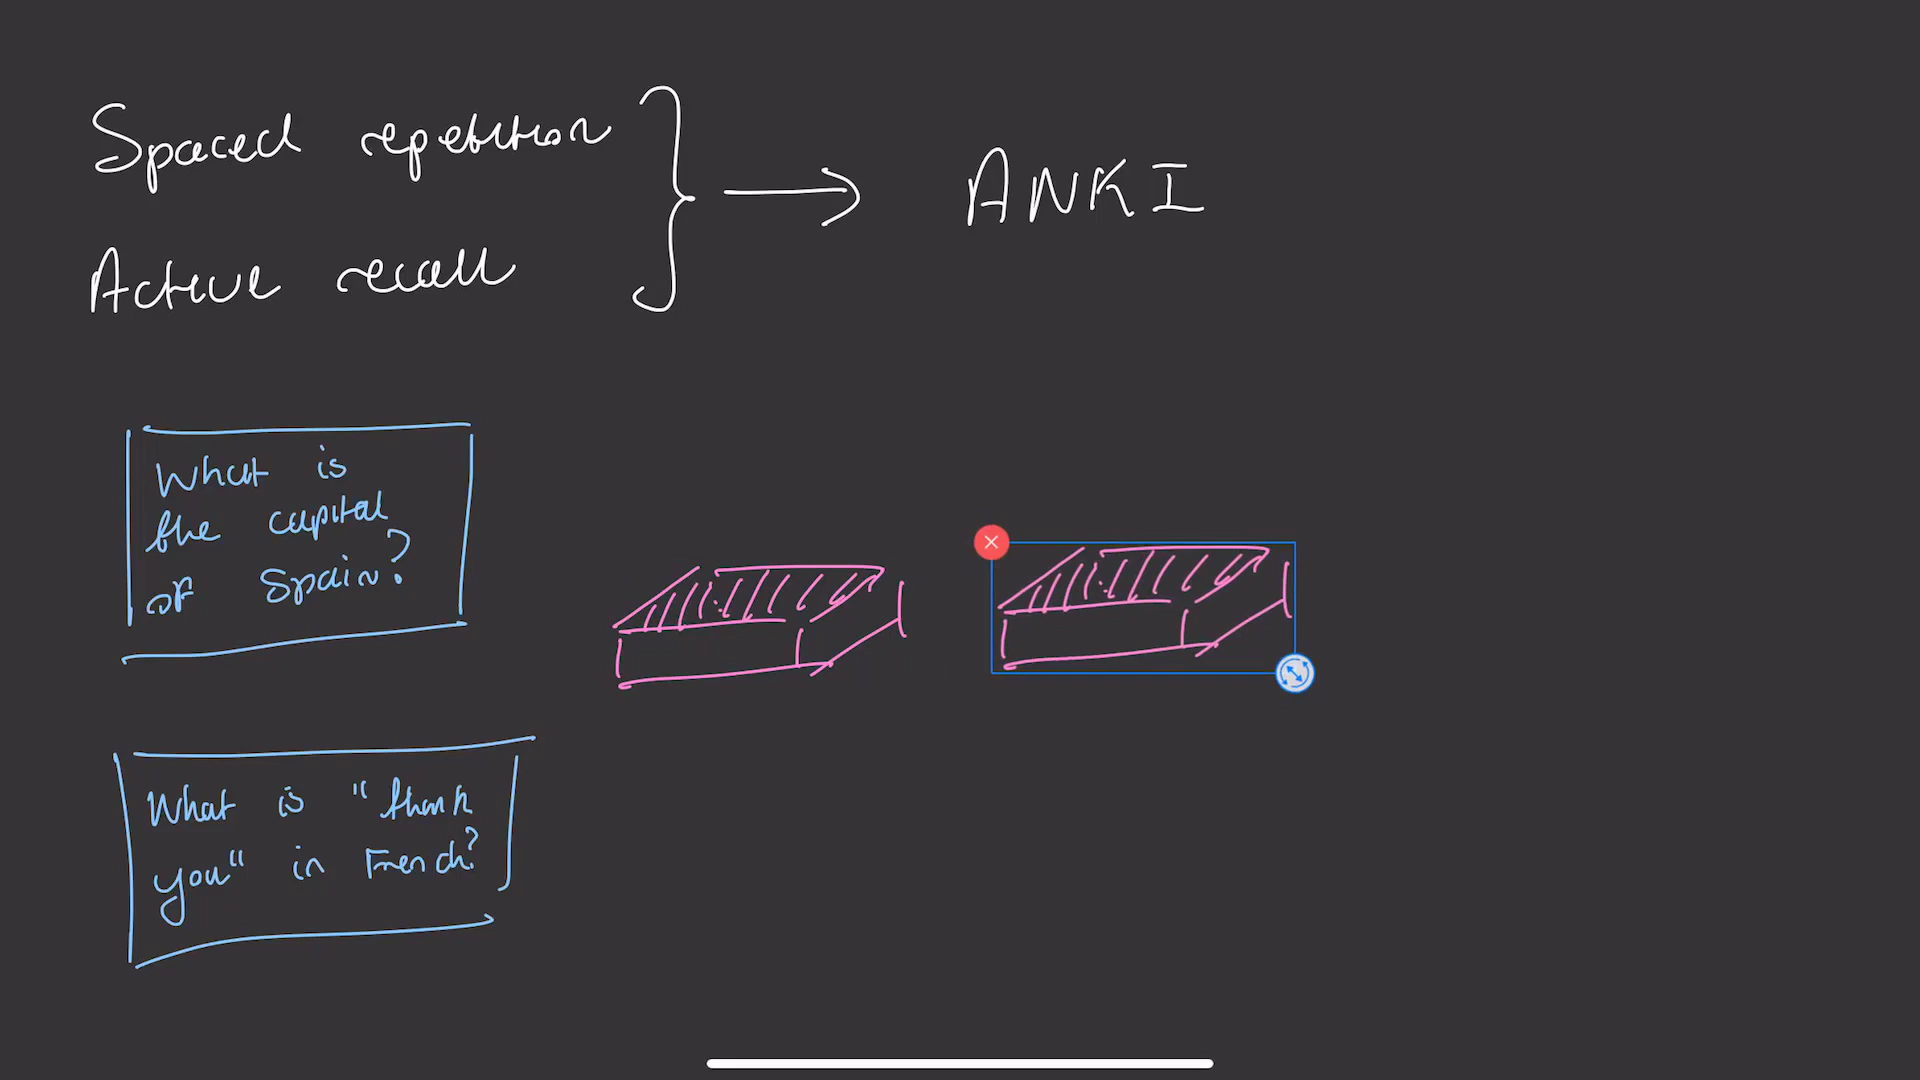 Spaced repetition
Active recall
ANKI
What is
the capital
of Spain?
What is "thank
you" in French?